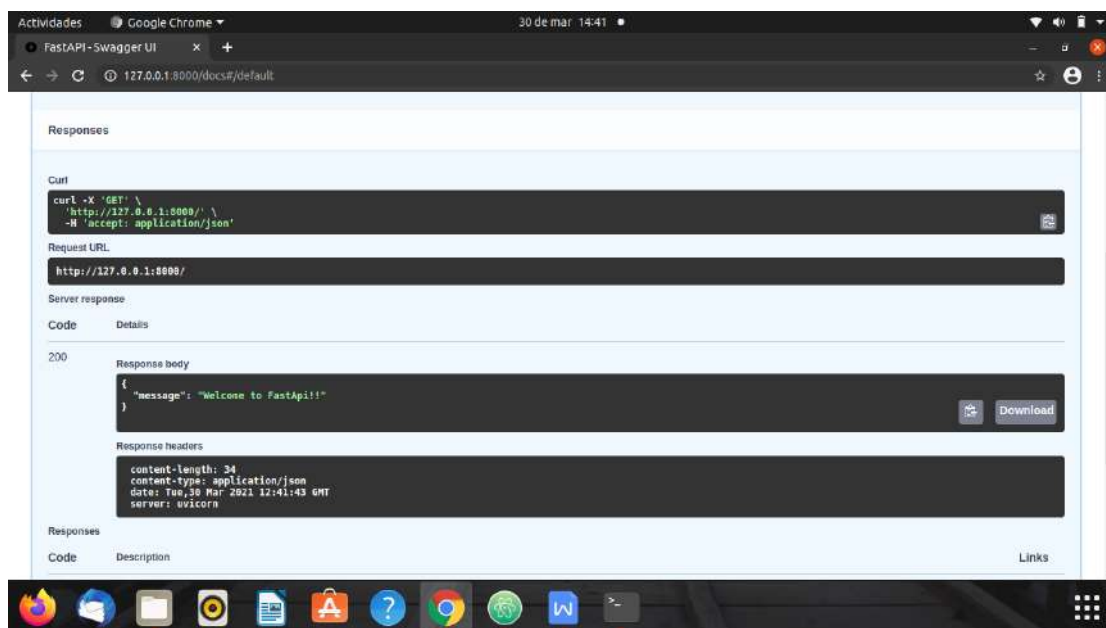 Actividades Google Chrome 30 de mar 14:41
FastAPI - Swagger UI
127.0.0.1:8000/docs#/default
Responses
Curl
curl -X 'GET' \
'http://127.0.0.1:8000/' \
-H 'accept: application/json'
Request URL
http://127.0.0.1:8000/
Server response
Code Details
200
Response body
{
"message": "Welcome to FastApi!!"
}
Download
Response headers
content-length: 34
content-type: application/json
date: Tue,30 Mar 2021 12:41:43 GMT
server: uvicorn
Responses
Code Description Links